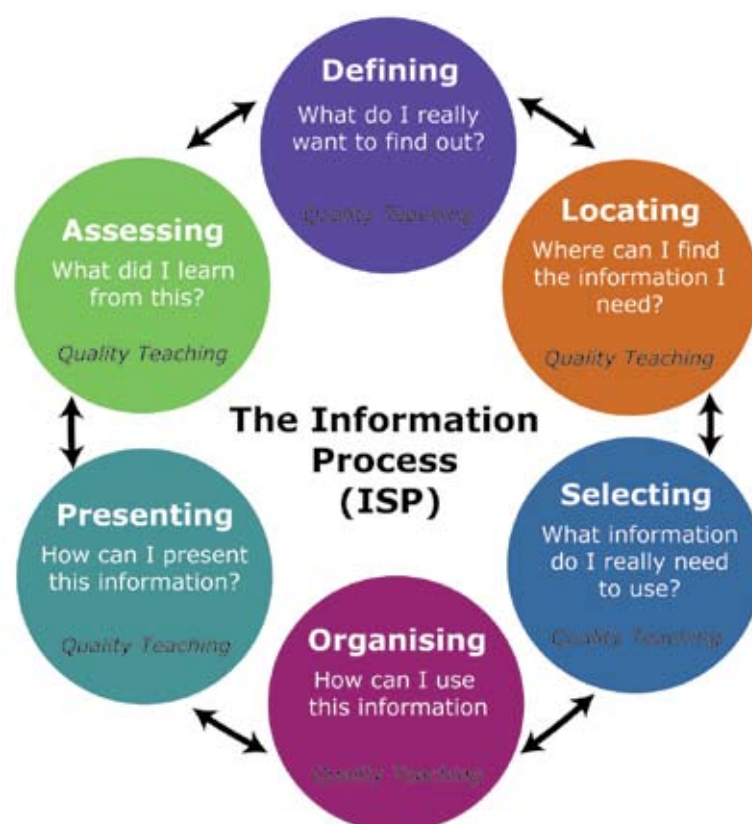 Defining
What do I really
want to find out?
Quality Teaching
Locating
Where can I find
the information I
need?
Quality Teaching
Selecting
What information
do I really need
to use?
Quality Teaching
Organising
How can I use
this information
Quality Teaching
Presenting
How can I present
this information?
Quality Teaching
Assessing
What did I learn
from this?
Quality Teaching
The Information
Process
(ISP)